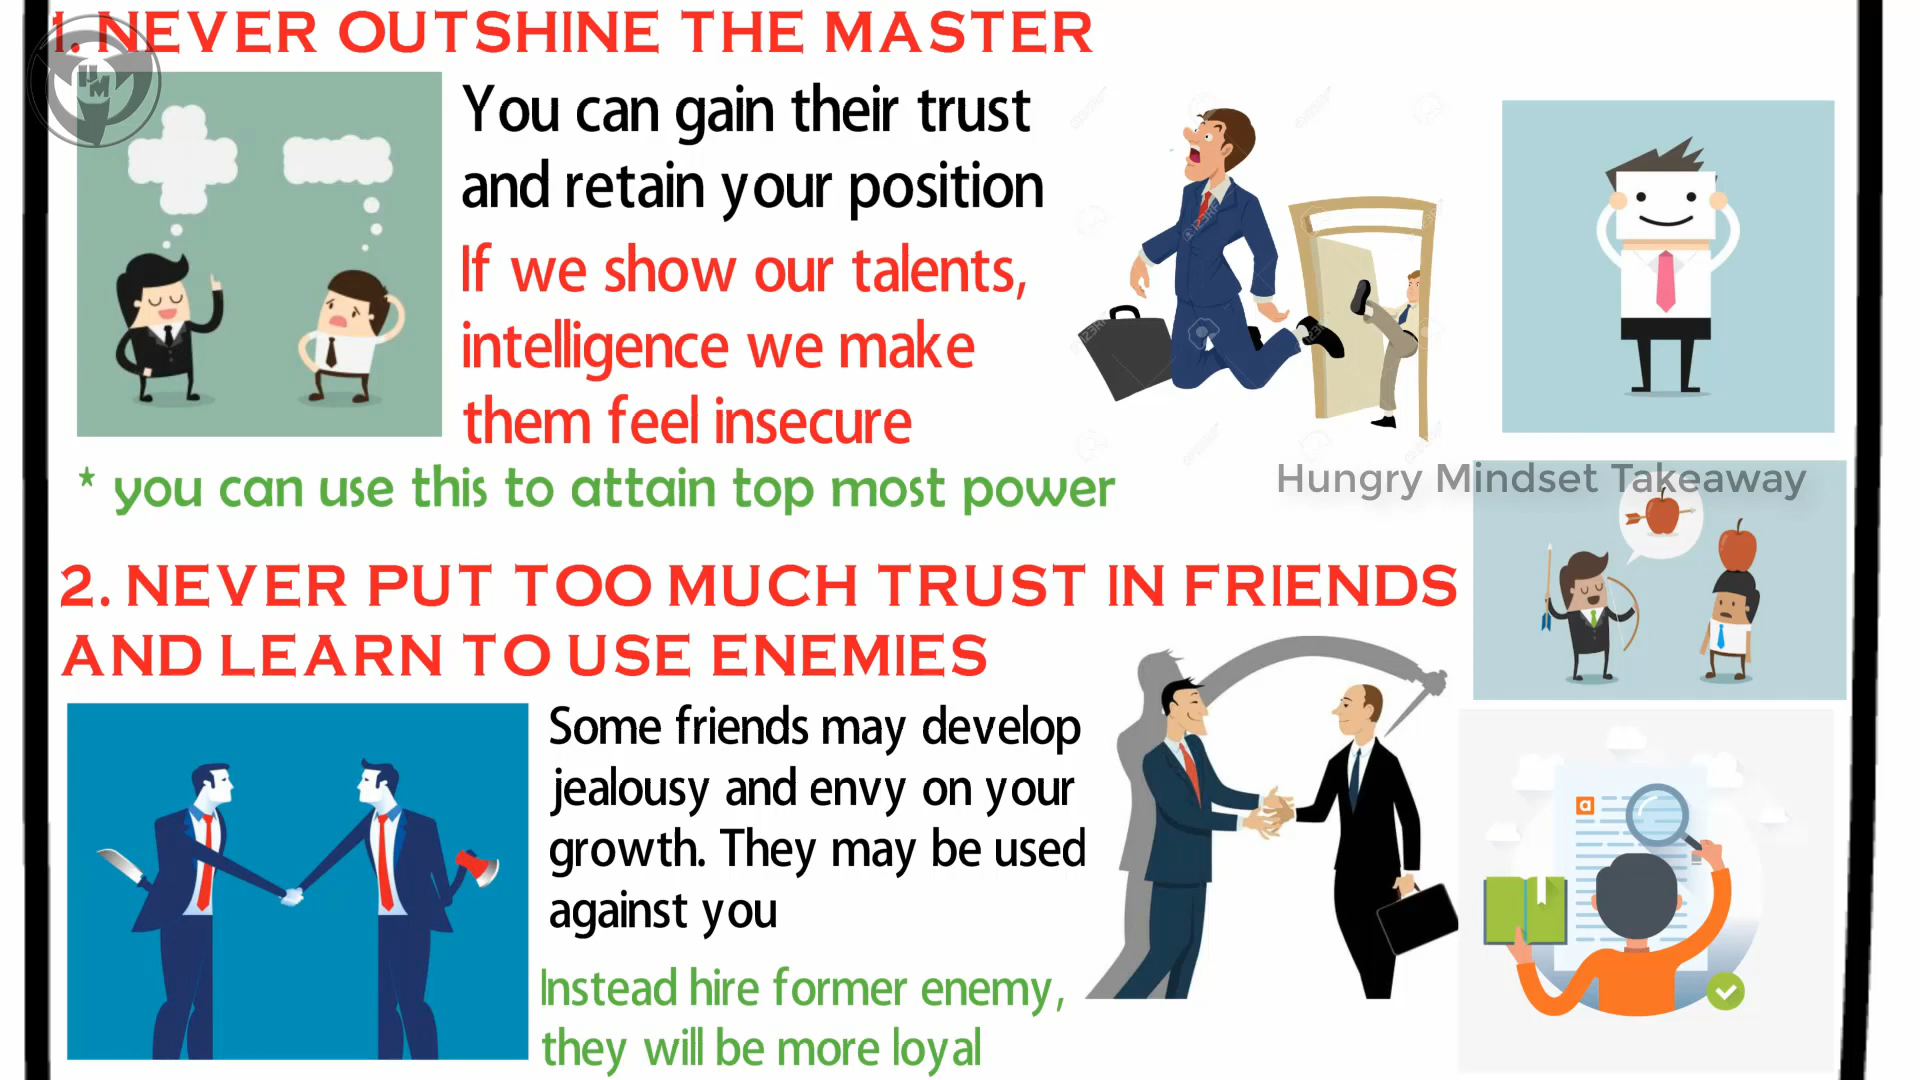 1. NEVER OUTSHINE THE MASTER
HM
You can gain their trust
and retain your position
If we show our talents,
intelligence we make
them feel insecure
* you can use this to attain top most power
Hungry Mindset Takeaway
2. NEVER PUT TOO MUCH TRUST IN FRIENDS
AND LEARN TO USE ENEMIES
Some friends may develop
jealousy and envy on your
growth. They may be used
against you
Instead hire former enemy,
they will be more loyal
a